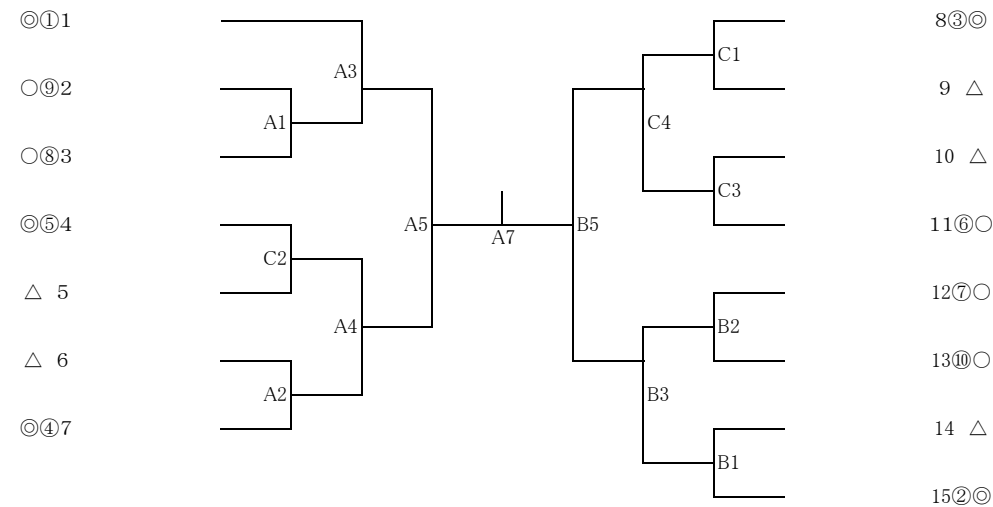 ◎①1
8③◎
C1
A3
○⑨2
9 △
A1
C4
○⑧3
10 △
C3
◎⑤4
A5
A7
B5
11⑥○
C2
△ 5
12⑦○
A4
B2
△ 6
13⑩○
A2
B3
◎④7
14 △
B1
15②◎